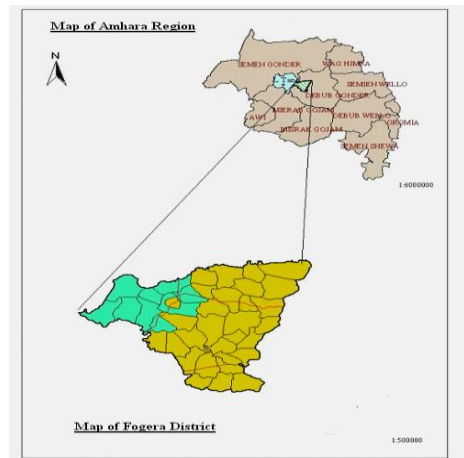 Map of Amhara Region
N
SEMEN GONDER
WAG HIMRA
SEMIEN WELLO
DEBUB GONDER
MIERAB GOJAM
DEBUB WELLO
OROMIA
AWI
MISRAK GOJAM
SEMEN SHEWA
1:6000000
Map of Fogera District
1:500000